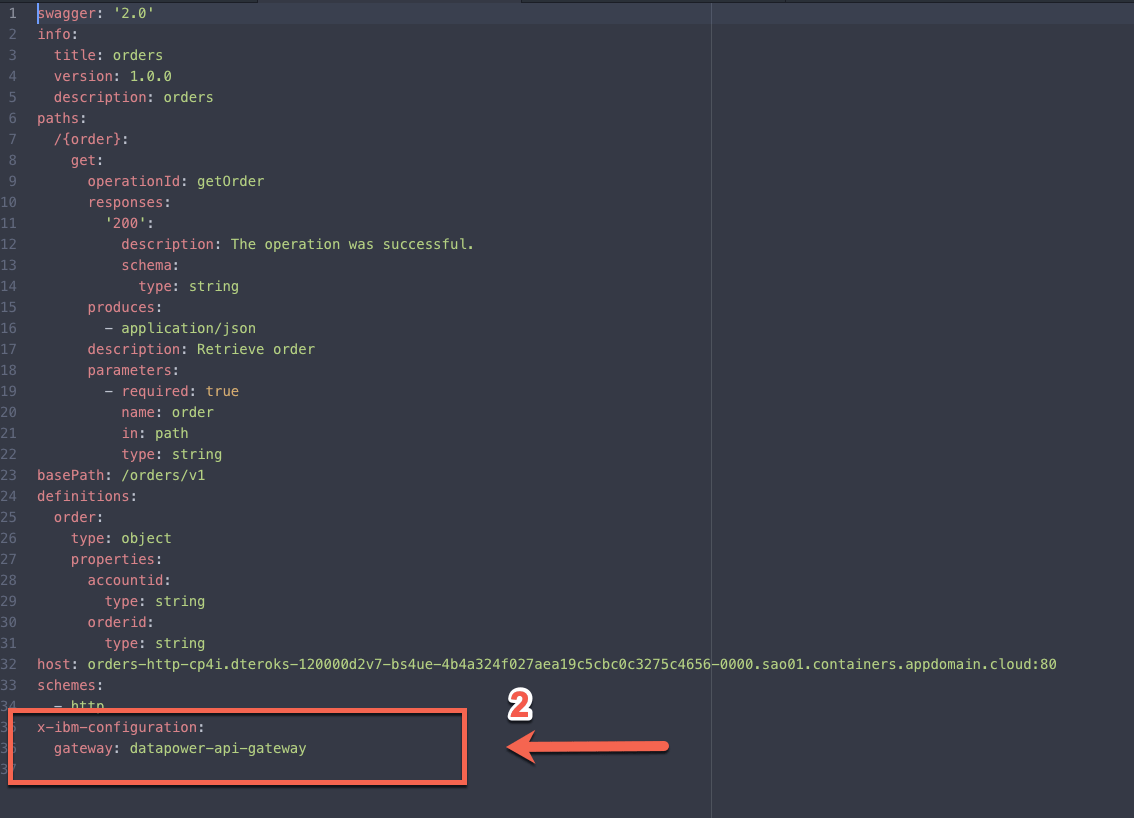 1 swagger: '2.0'
2 info:
3   title: orders
4   version: 1.0.0
5   description: orders
6 paths:
7   /{order}:
8     get:
9       operationId: getOrder
10       responses:
11         '200':
12           description: The operation was successful.
13           schema:
14             type: string
15       produces:
16         - application/json
17       description: Retrieve order
18       parameters:
19         - required: true
20           name: order
21           in: path
22           type: string
23 basePath: /orders/v1
24 definitions:
25   order:
26     type: object
27     properties:
28       accountid:
29         type: string
30       orderid:
31         type: string
32 host: orders-http-cp4i.dteroks-120000d2v7-bs4ue-4b4a324f027aea19c5cbc0c3275c4656-0000.sao01.containers.appdomain.cloud:80
33 schemes:
34   - http
35 x-ibm-configuration:
36   gateway: datapower-api-gateway
37
2